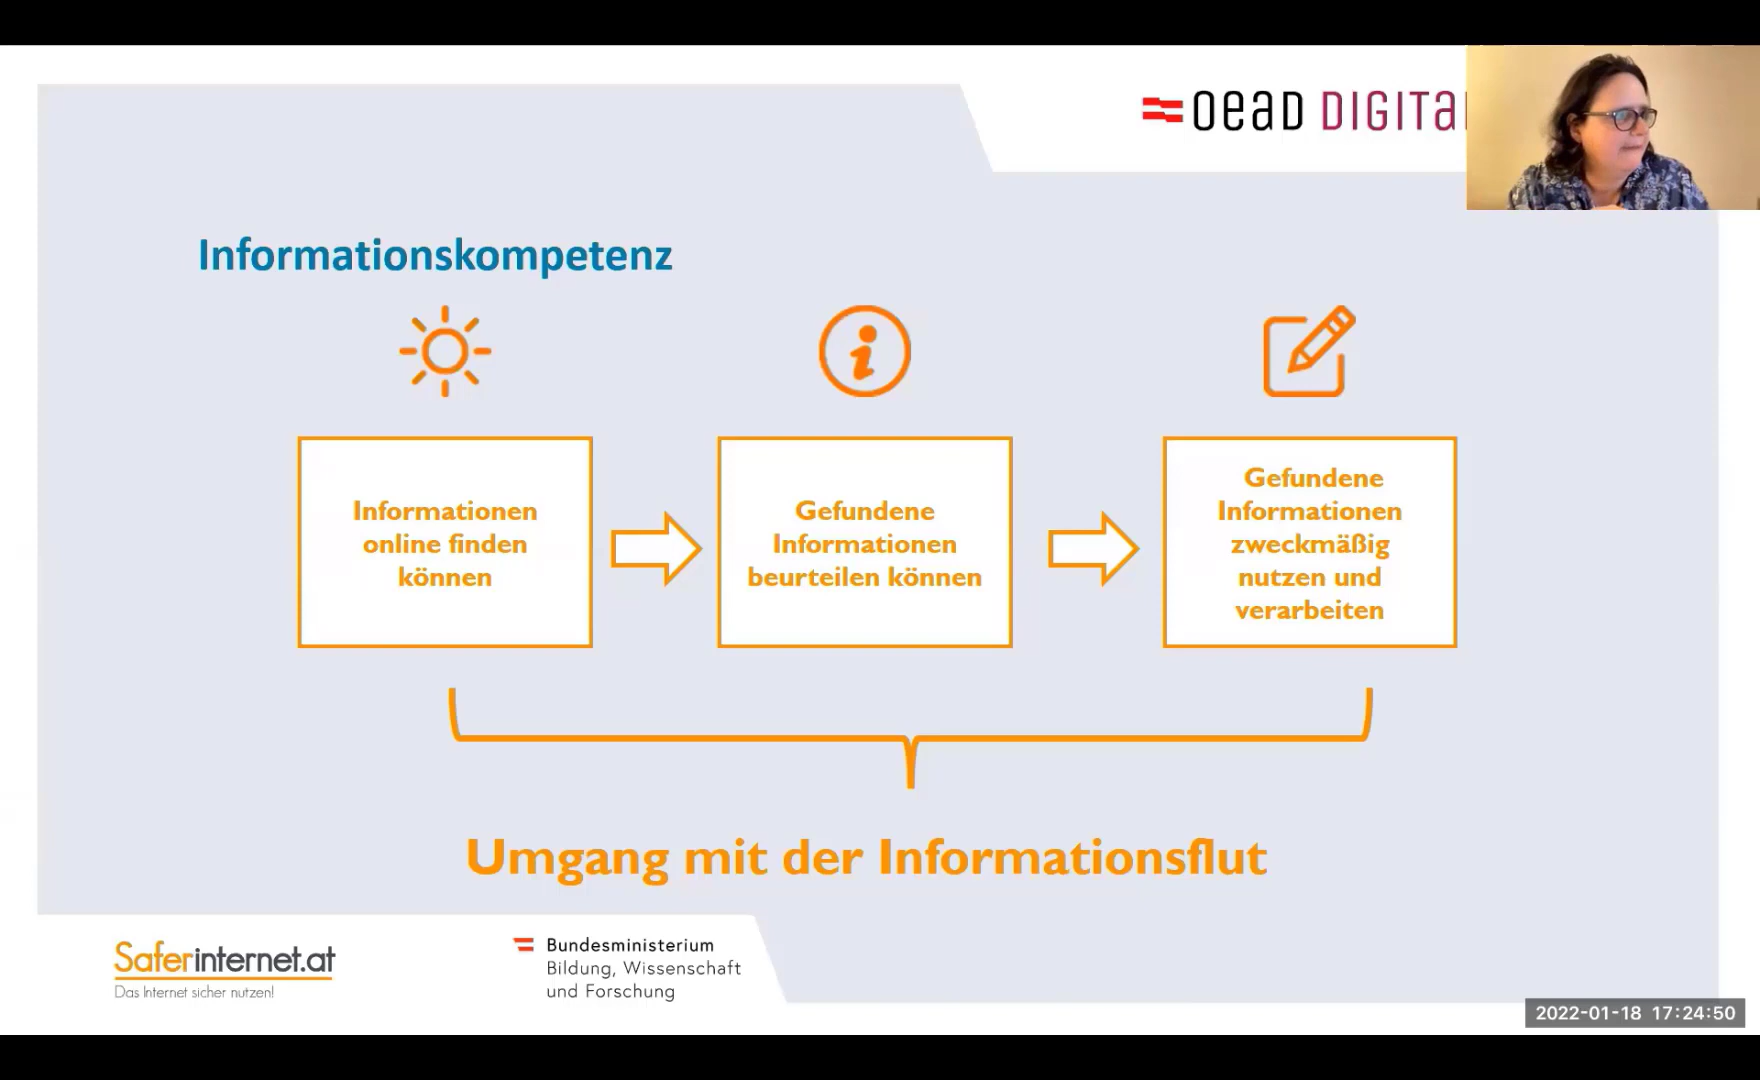 OeAD DIGITA
Informationskompetenz
Informationen
online finden
können
Gefundene
Informationen
beurteilen können
Gefundene
Informationen
zweckmäßig
nutzen und
verarbeiten
Umgang mit der Informationsflut
Saferinternet.at
Das Internet sicher nutzen!
Bundesministerium
Bildung, Wissenschaft
und Forschung
2022-01-18 17:24:50